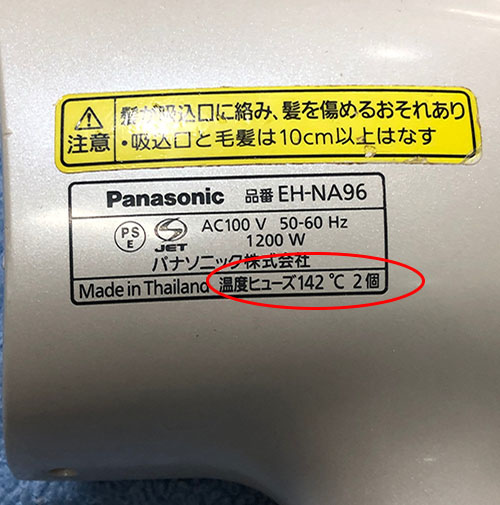 注意
髪が吸込口に絡み、髪を傷めるおそれあり
・吸込口と毛髪は10cm以上はなす
Panasonic 品番 EH-NA96
PS E JET AC100 V 50-60 Hz
1200 W
パナソニック株式会社
Made in Thailand 温度ヒューズ142 ℃ 2個